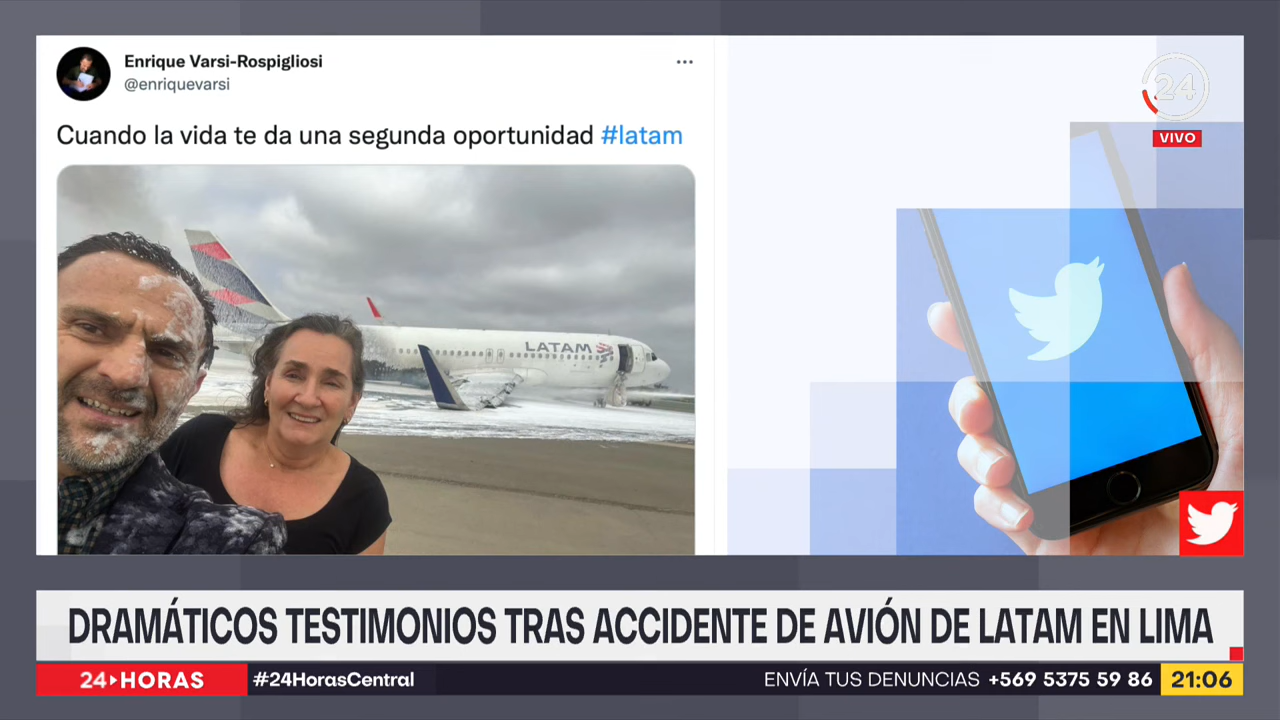 Enrique Varsi-Rospigliosi
@enriquevarsi
Cuando la vida te da una segunda oportunidad #latam
LATAM
24
VIVO
DRAMÁTICOS TESTIMONIOS TRAS ACCIDENTE DE AVIÓN DE LATAM EN LIMA
24 HORAS
#24HorasCentral
ENVÍA TUS DENUNCIAS +569 5375 59 86
21:06